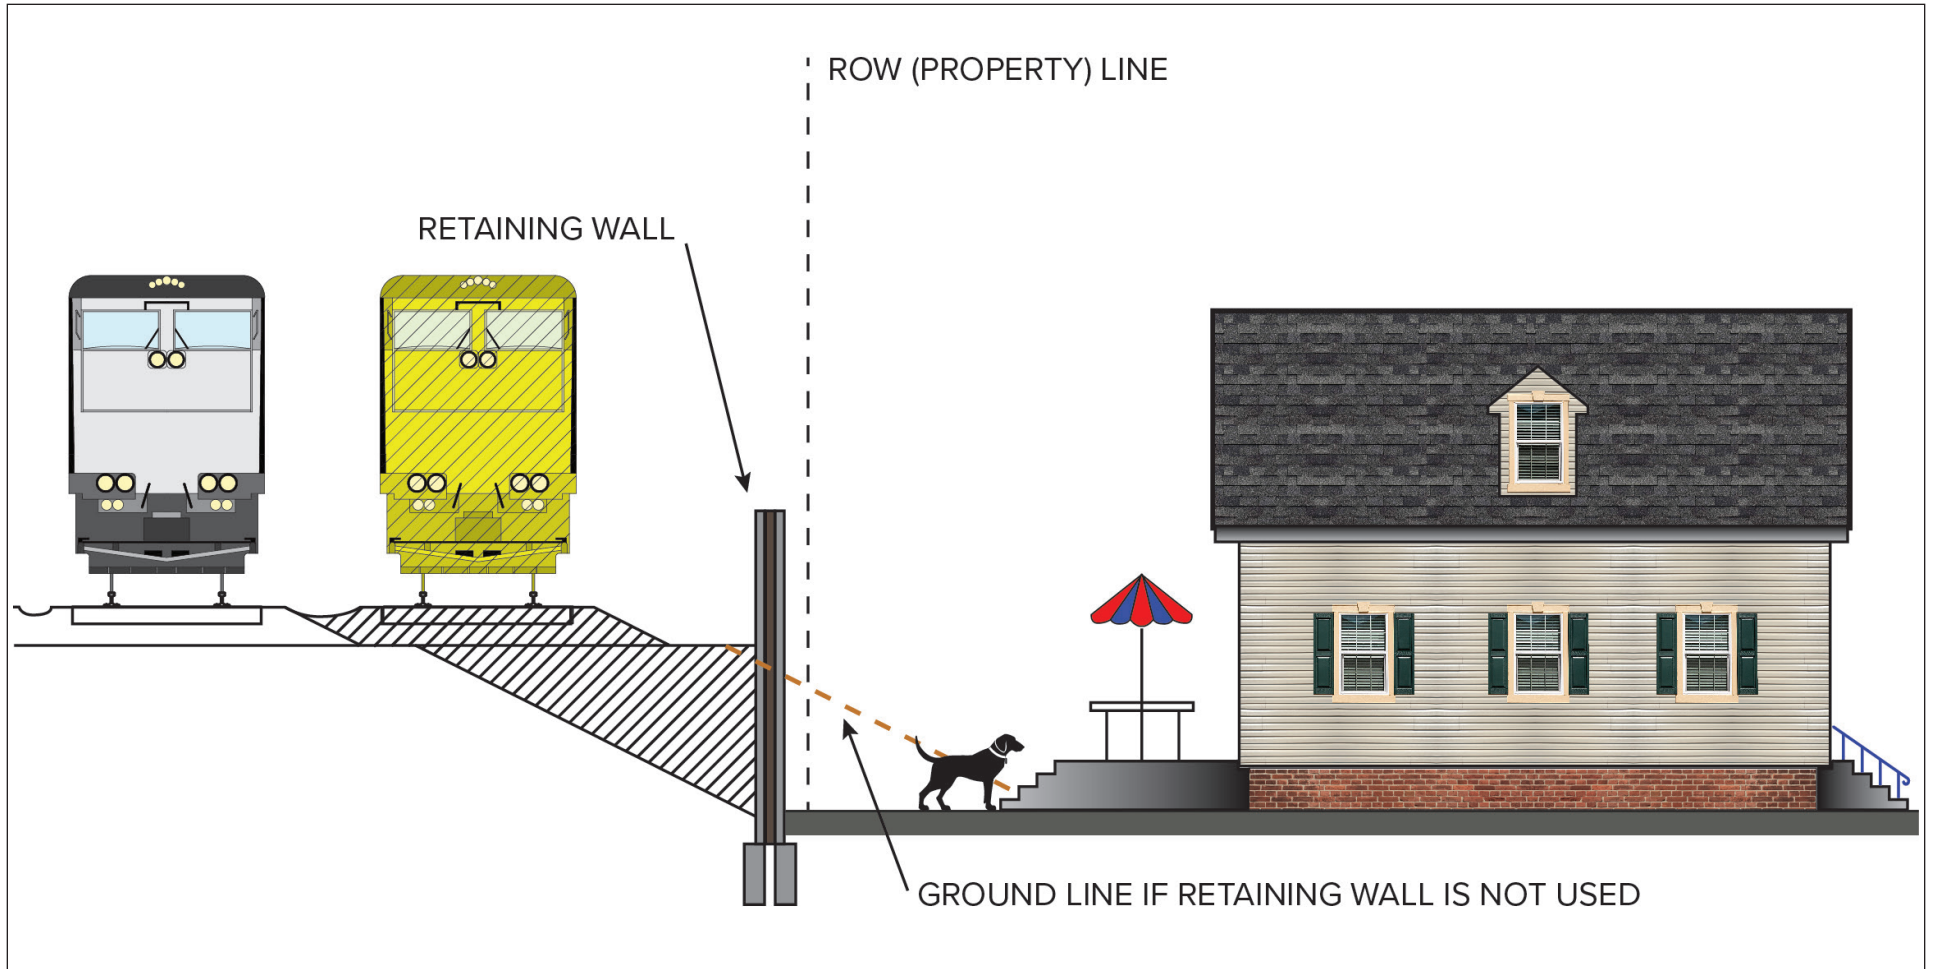 ROW (PROPERTY) LINE
RETAINING WALL
GROUND LINE IF RETAINING WALL IS NOT USED